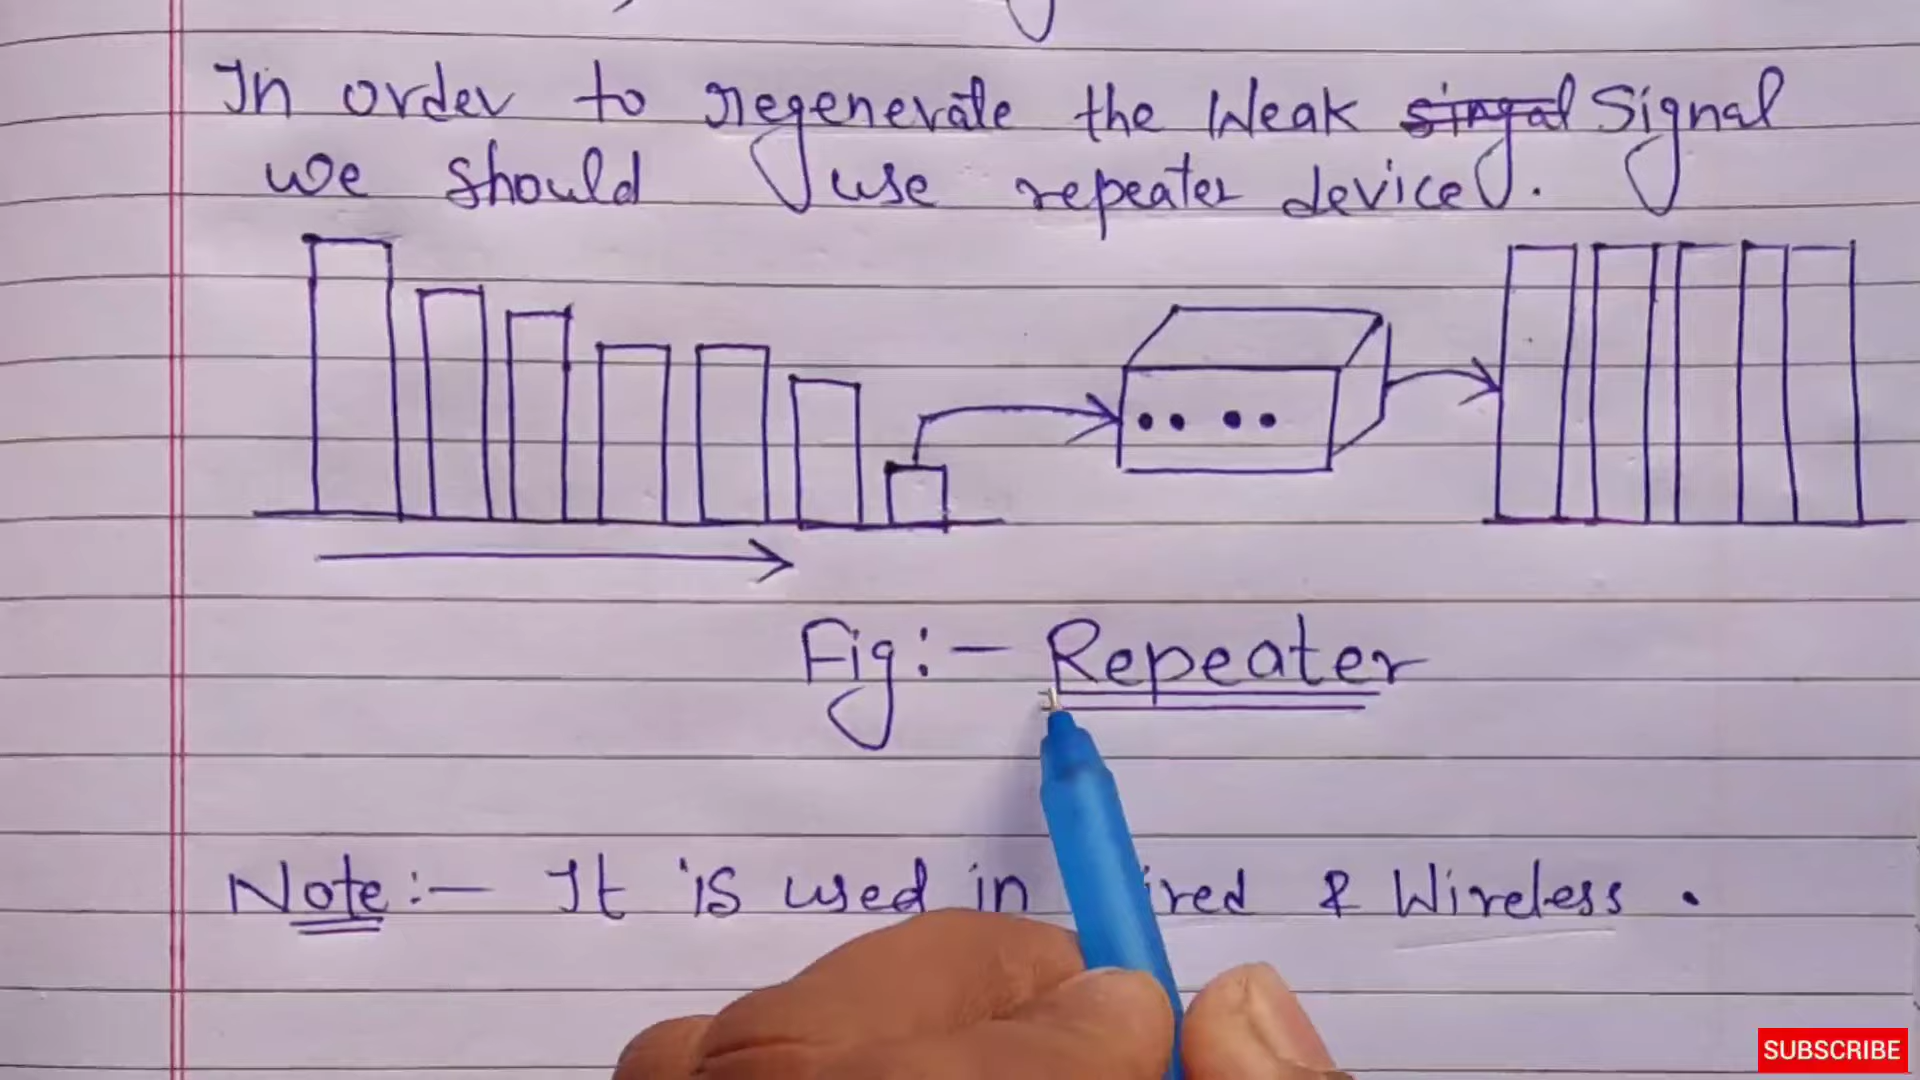 In order to regenerate the Weak Signal
we should use repeater device.
Fig:- Repeater
Note:- It is used in ired & Wireless .
SUBSCRIBE